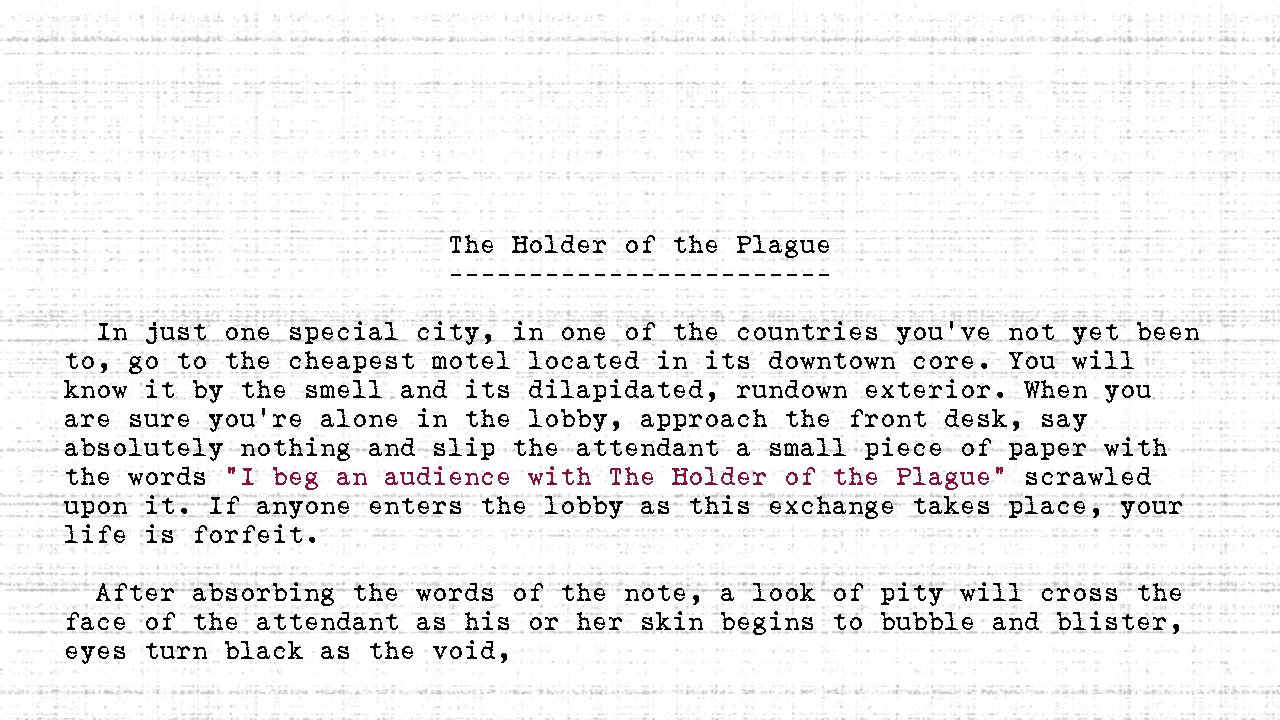 The Holder of the Plague
------------------------
In just one special city, in one of the countries you've not yet been
to, go to the cheapest motel located in its downtown core. You will
know it by the smell and its dilapidated, rundown exterior. When you
are sure you're alone in the lobby, approach the front desk, say
absolutely nothing and slip the attendant a small piece of paper with
the words "I beg an audience with The Holder of the Plague" scrawled
upon it. If anyone enters the lobby as this exchange takes place, your
life is forfeit.
After absorbing the words of the note, a look of pity will cross the
face of the attendant as his or her skin begins to bubble and blister,
eyes turn black as the void,